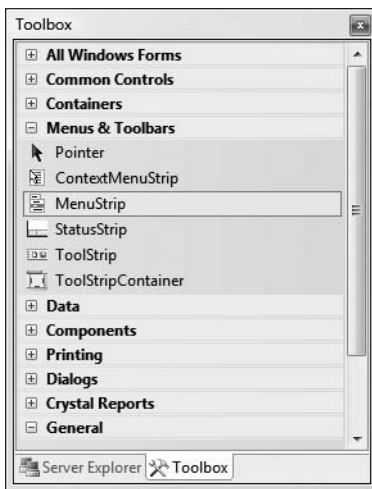 Toolbox
All Windows Forms
Common Controls
Containers
Menus & Toolbars
Pointer
ContextMenuStrip
MenuStrip
StatusStrip
ToolStrip
ToolStripContainer
Data
Components
Printing
Dialogs
Crystal Reports
General
Server Explorer Toolbox